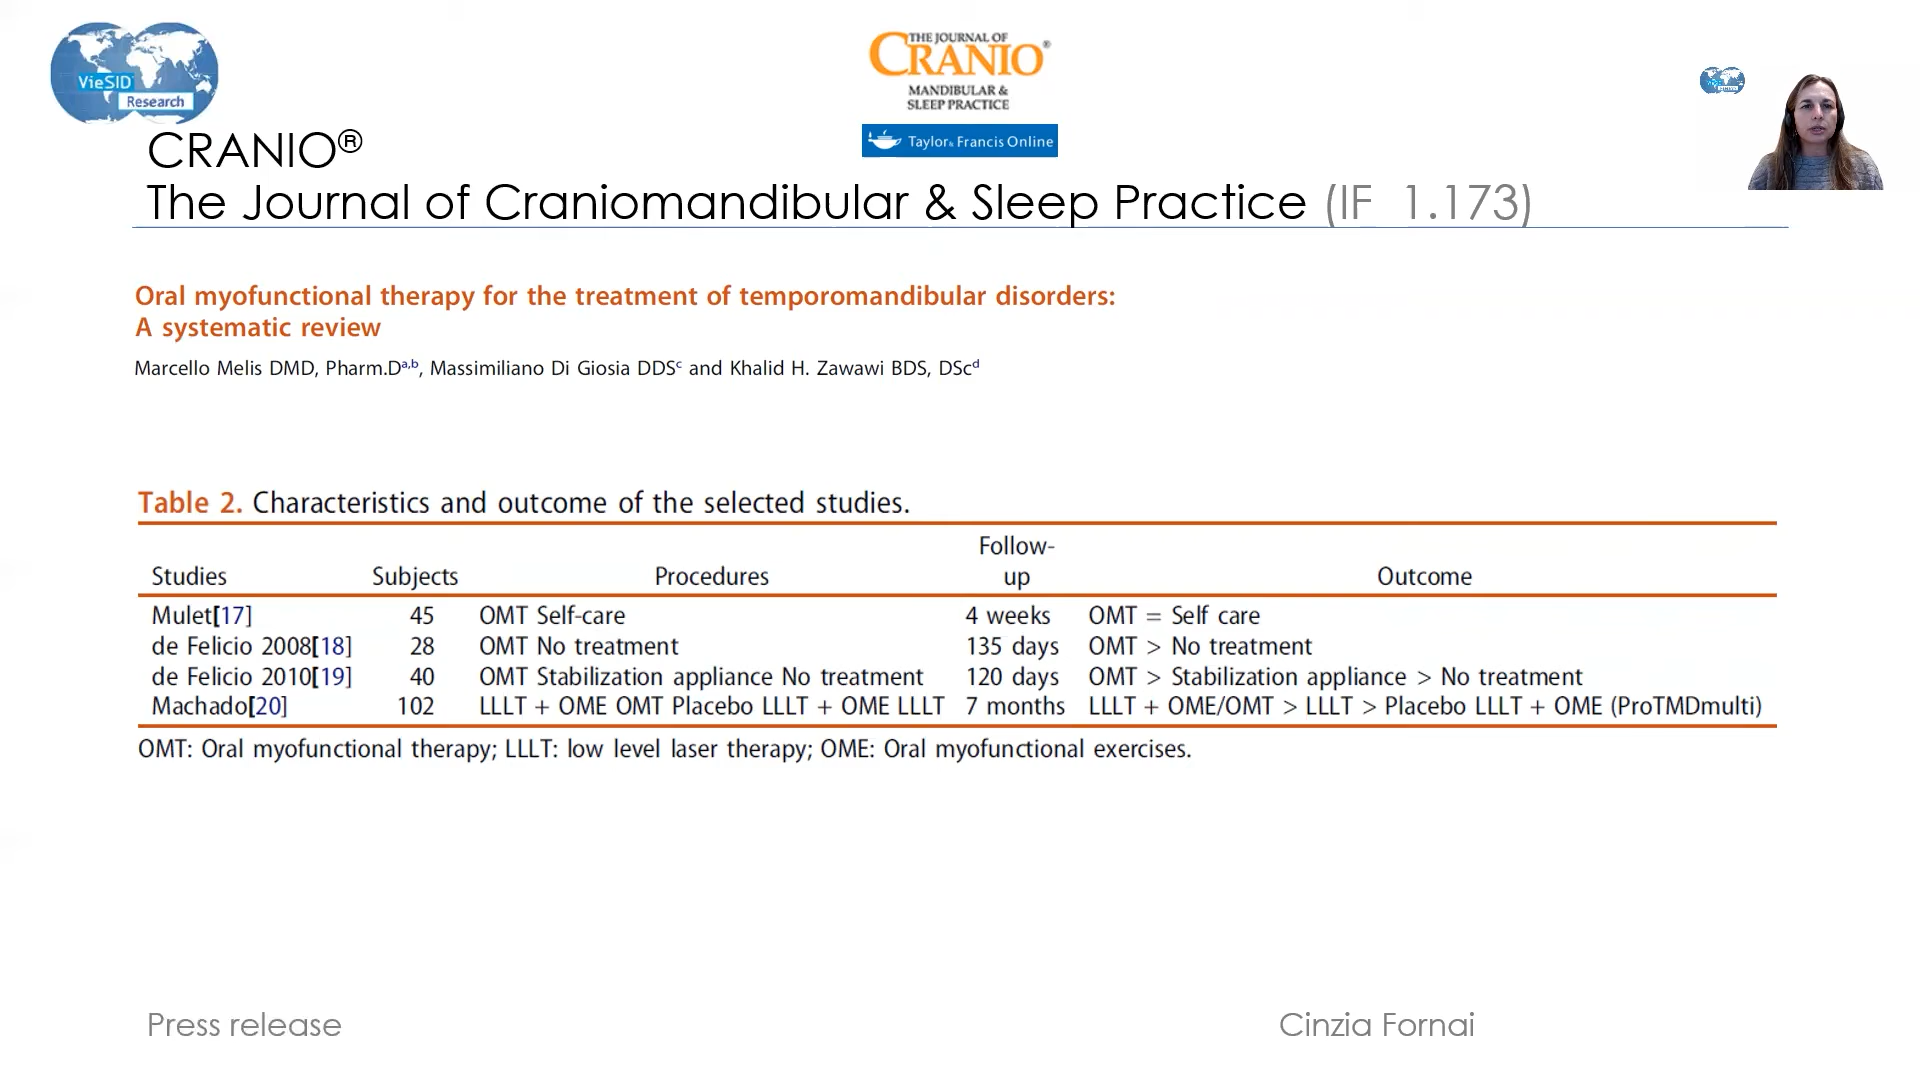 VieSID
Research
THE JOURNAL OF
CRANIO®
MANDIBULAR &
SLEEP PRACTICE
Taylor & Francis Online
CRANIO®
The Journal of Craniomandibular & Sleep Practice (IF 1.173)
Oral myofunctional therapy for the treatment of temporomandibular disorders:
A systematic review
Marcello Melis DMD, Pharm.Da,b, Massimiliano Di Giosia DDSc and Khalid H. Zawawi BDS, DScd
Table 2. Characteristics and outcome of the selected studies.
Studies Subjects Procedures Follow-up Outcome
Mulet[17] 45 OMT Self-care 4 weeks OMT = Self care
de Felicio 2008[18] 28 OMT No treatment 135 days OMT > No treatment
de Felicio 2010[19] 40 OMT Stabilization appliance No treatment 120 days OMT > Stabilization appliance > No treatment
Machado[20] 102 LLLT + OME OMT Placebo LLLT + OME LLLT 7 months LLLT + OME/OMT > LLLT > Placebo LLLT + OME (ProTMDmulti)
OMT: Oral myofunctional therapy; LLLT: low level laser therapy; OME: Oral myofunctional exercises.
Press release
Cinzia Fornai